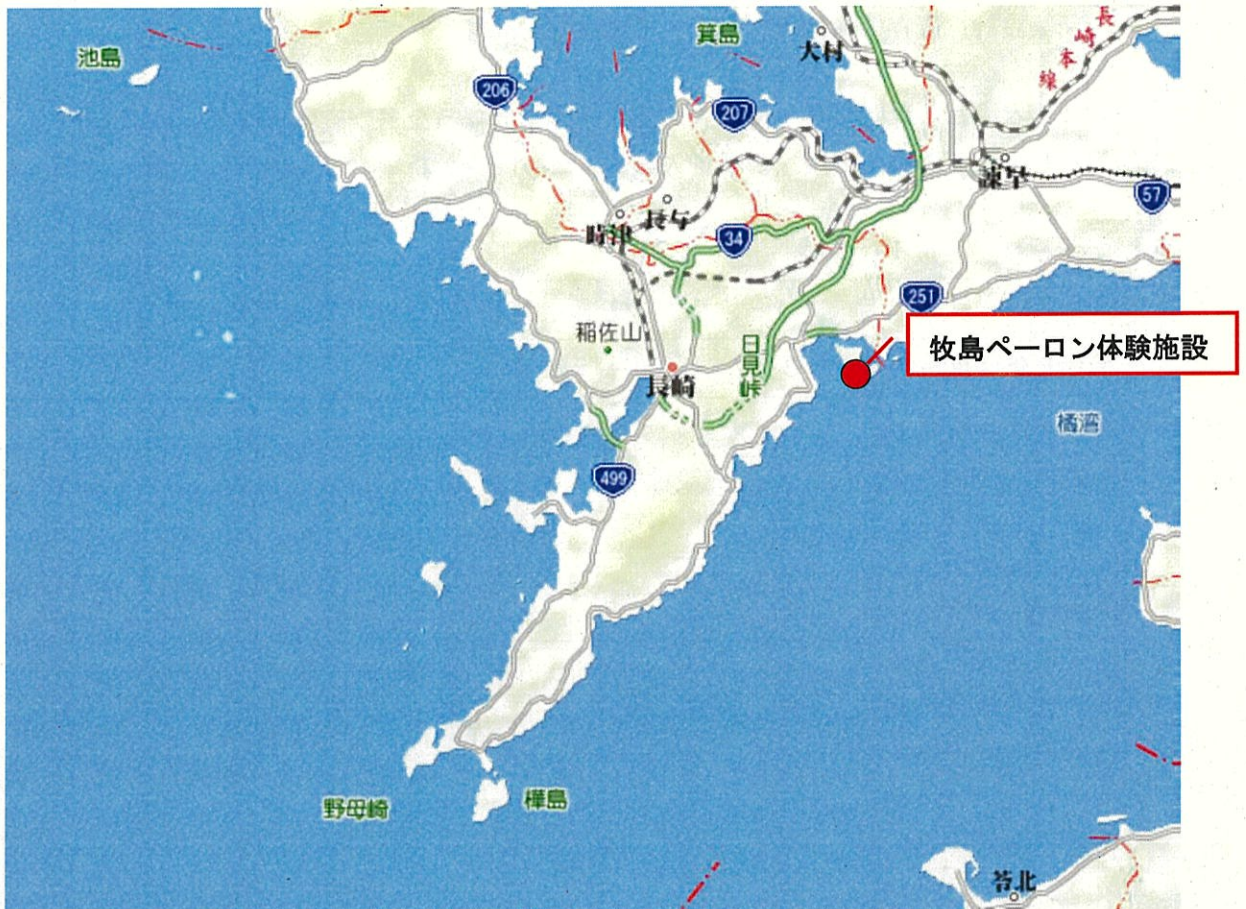 池島
箕島
大村
長崎本線
206
207
諫早
57
長与
時津
34
251
稲佐山
日見峠
牧島ペーロン体験施設
長崎
橘湾
499
野母崎
樺島
苓北